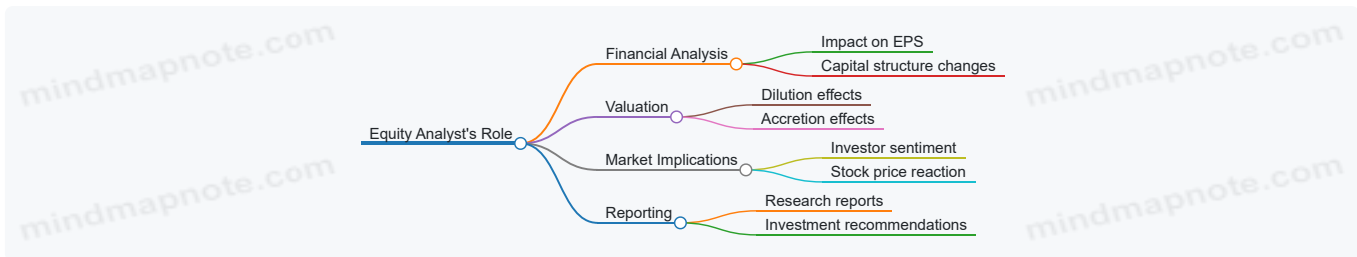 mindmapnote.com
mindmapnote.com
Equity Analyst's Role
Financial Analysis
Impact on EPS
Capital structure changes
Valuation
Dilution effects
Accretion effects
Market Implications
Investor sentiment
Stock price reaction
Reporting
Research reports
Investment recommendations
mindmapnote.com
mindmapnote.com